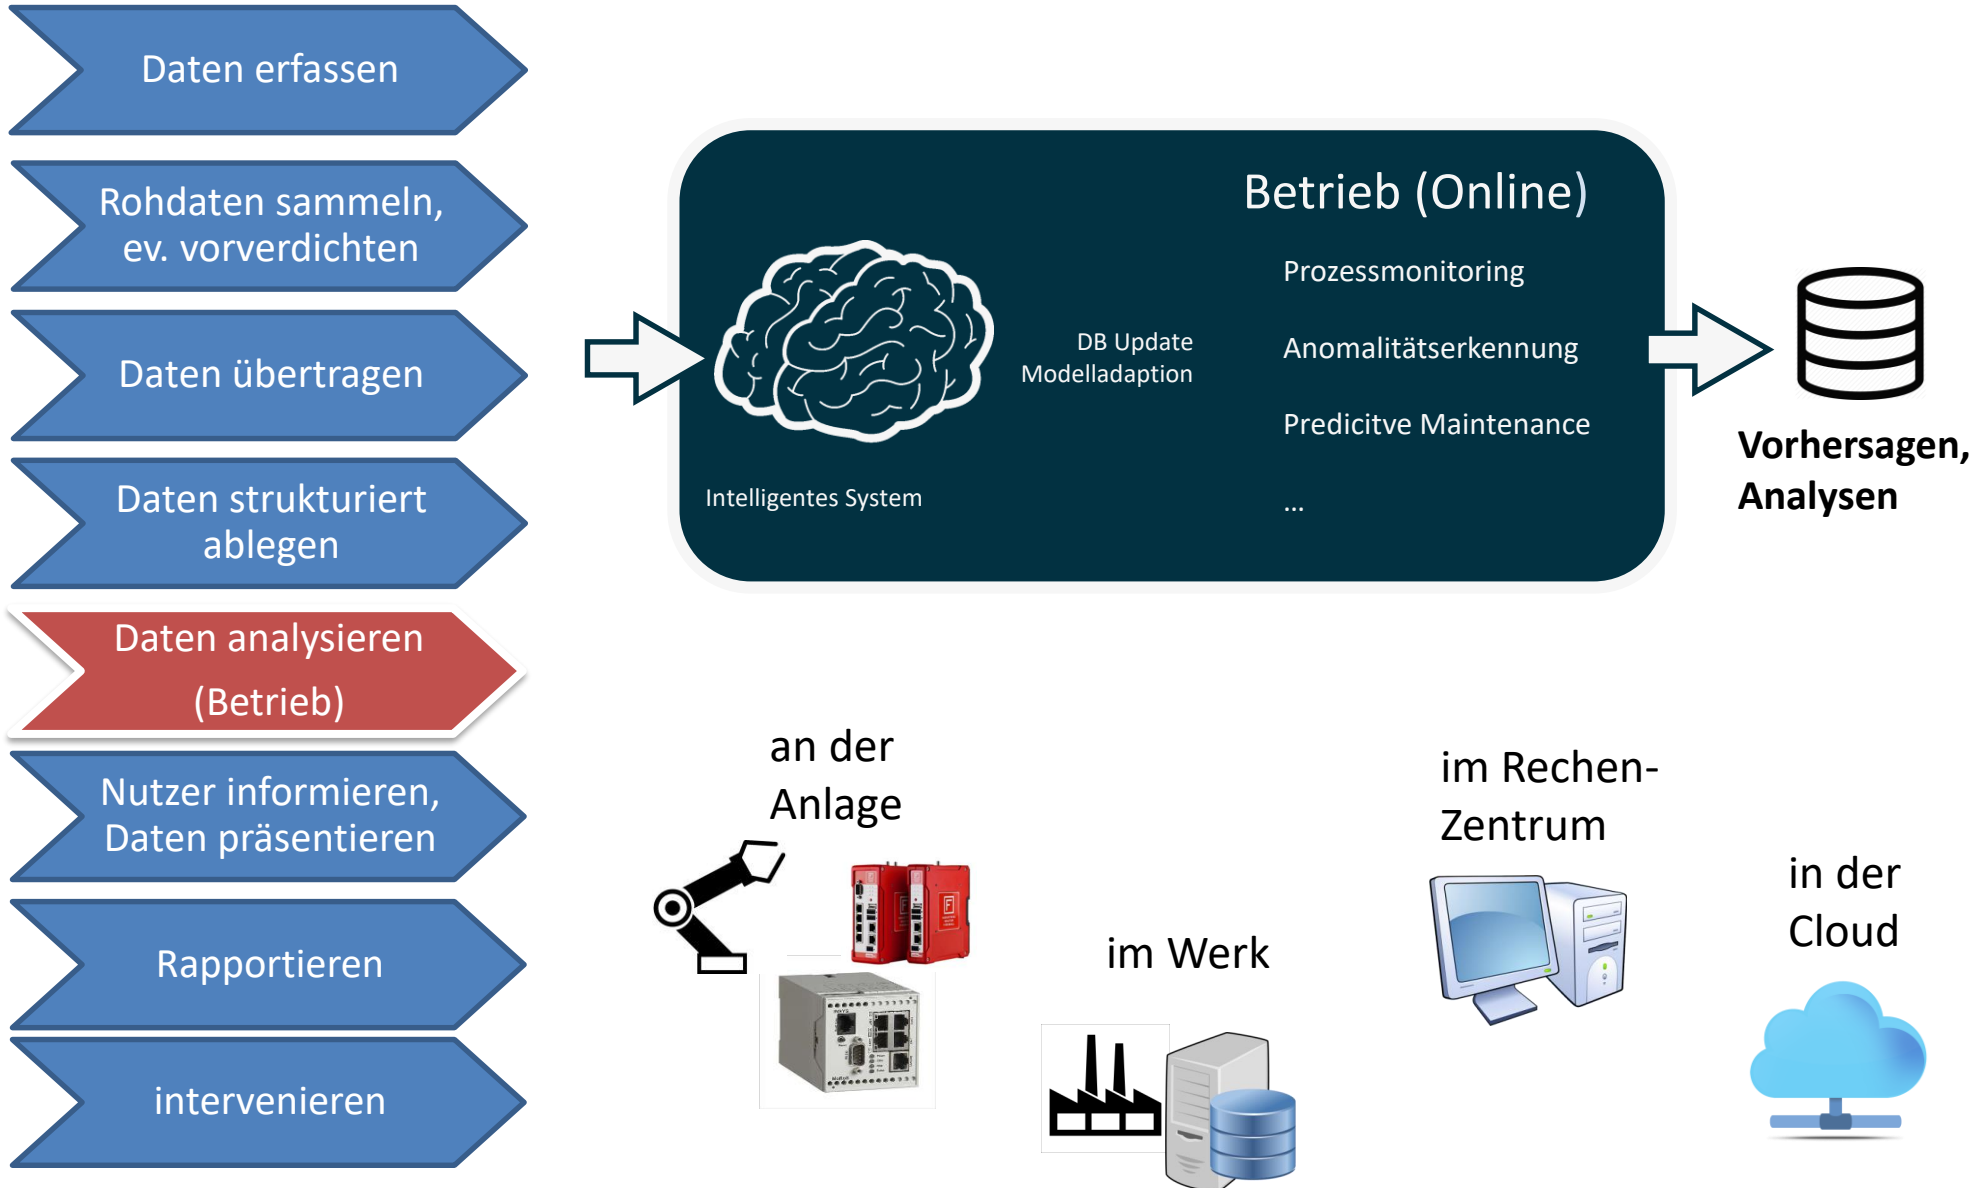 Daten erfassen
Rohdaten sammeln,
ev. vorverdichten
Daten übertragen
Daten strukturiert
ablegen
Daten analysieren
(Betrieb)
Nutzer informieren,
Daten präsentieren
Rapportieren
intervenieren
Betrieb (Online)
Prozessmonitoring
DB Update
Modelladaption
Anomalitätserkennung
Predicitve Maintenance
...
Intelligentes System
Vorhersagen,
Analysen
an der
Anlage
im Werk
im Rechen-
Zentrum
in der
Cloud